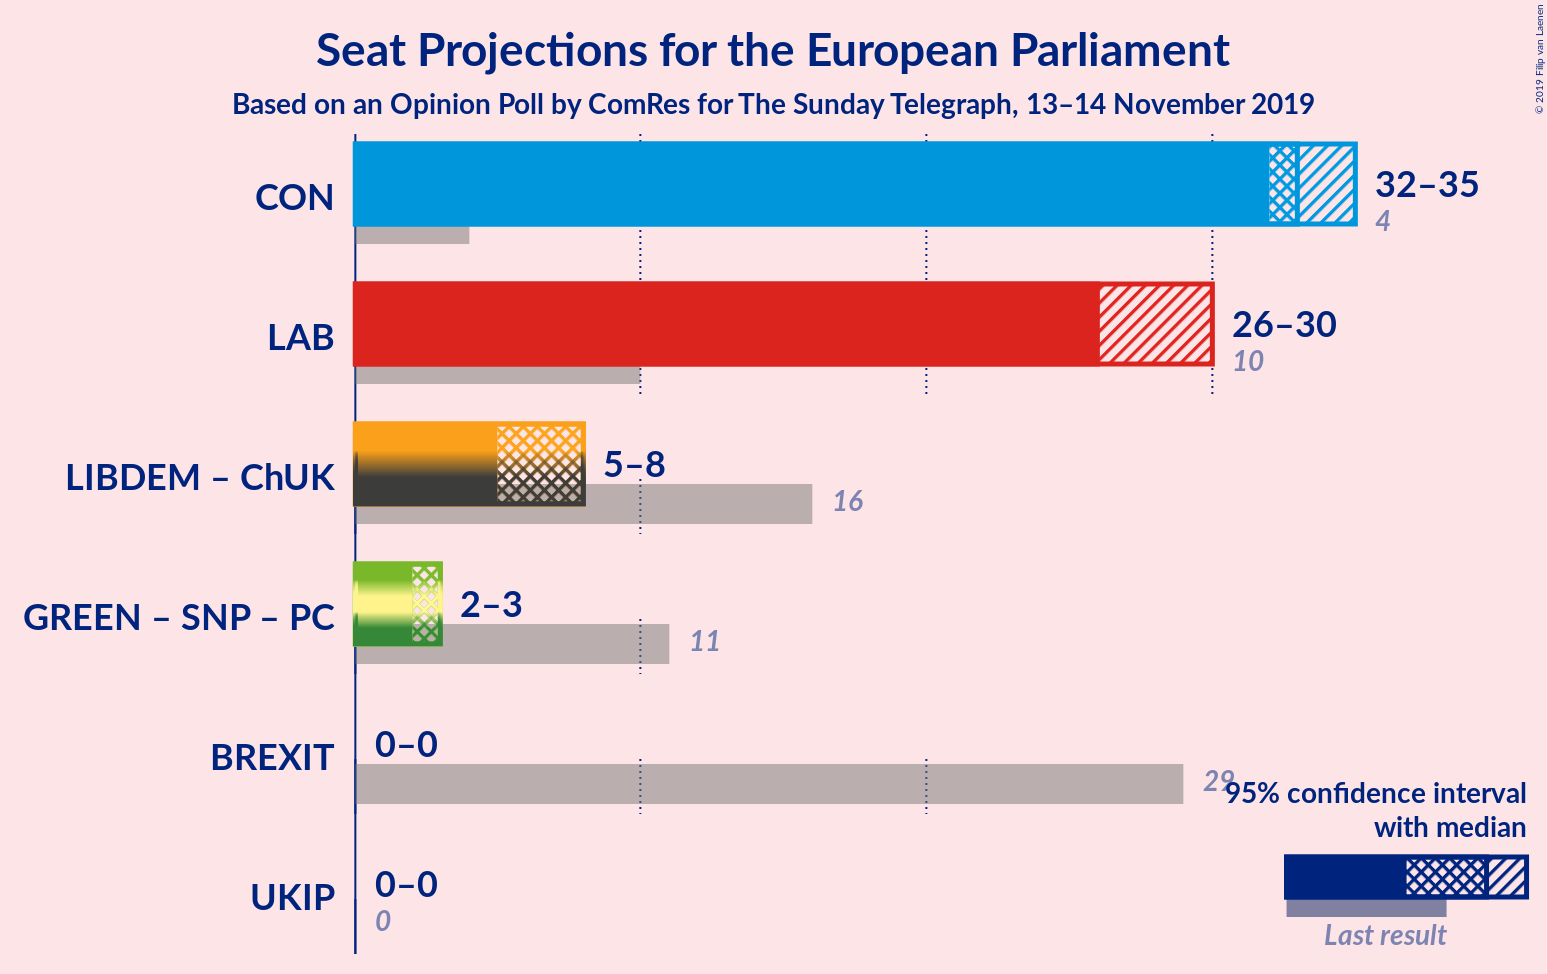 Seat Projections for the European Parliament
Based on an Opinion Poll by ComRes for The Sunday Telegraph, 13–14 November 2019
© 2019 Filip van Laenen
CON
32–35
4
LAB
26–30
10
LIBDEM – ChUK
5–8
16
GREEN – SNP – PC
2–3
11
BREXIT
0–0
29
UKIP
0–0
0
95% confidence interval
with median
Last result